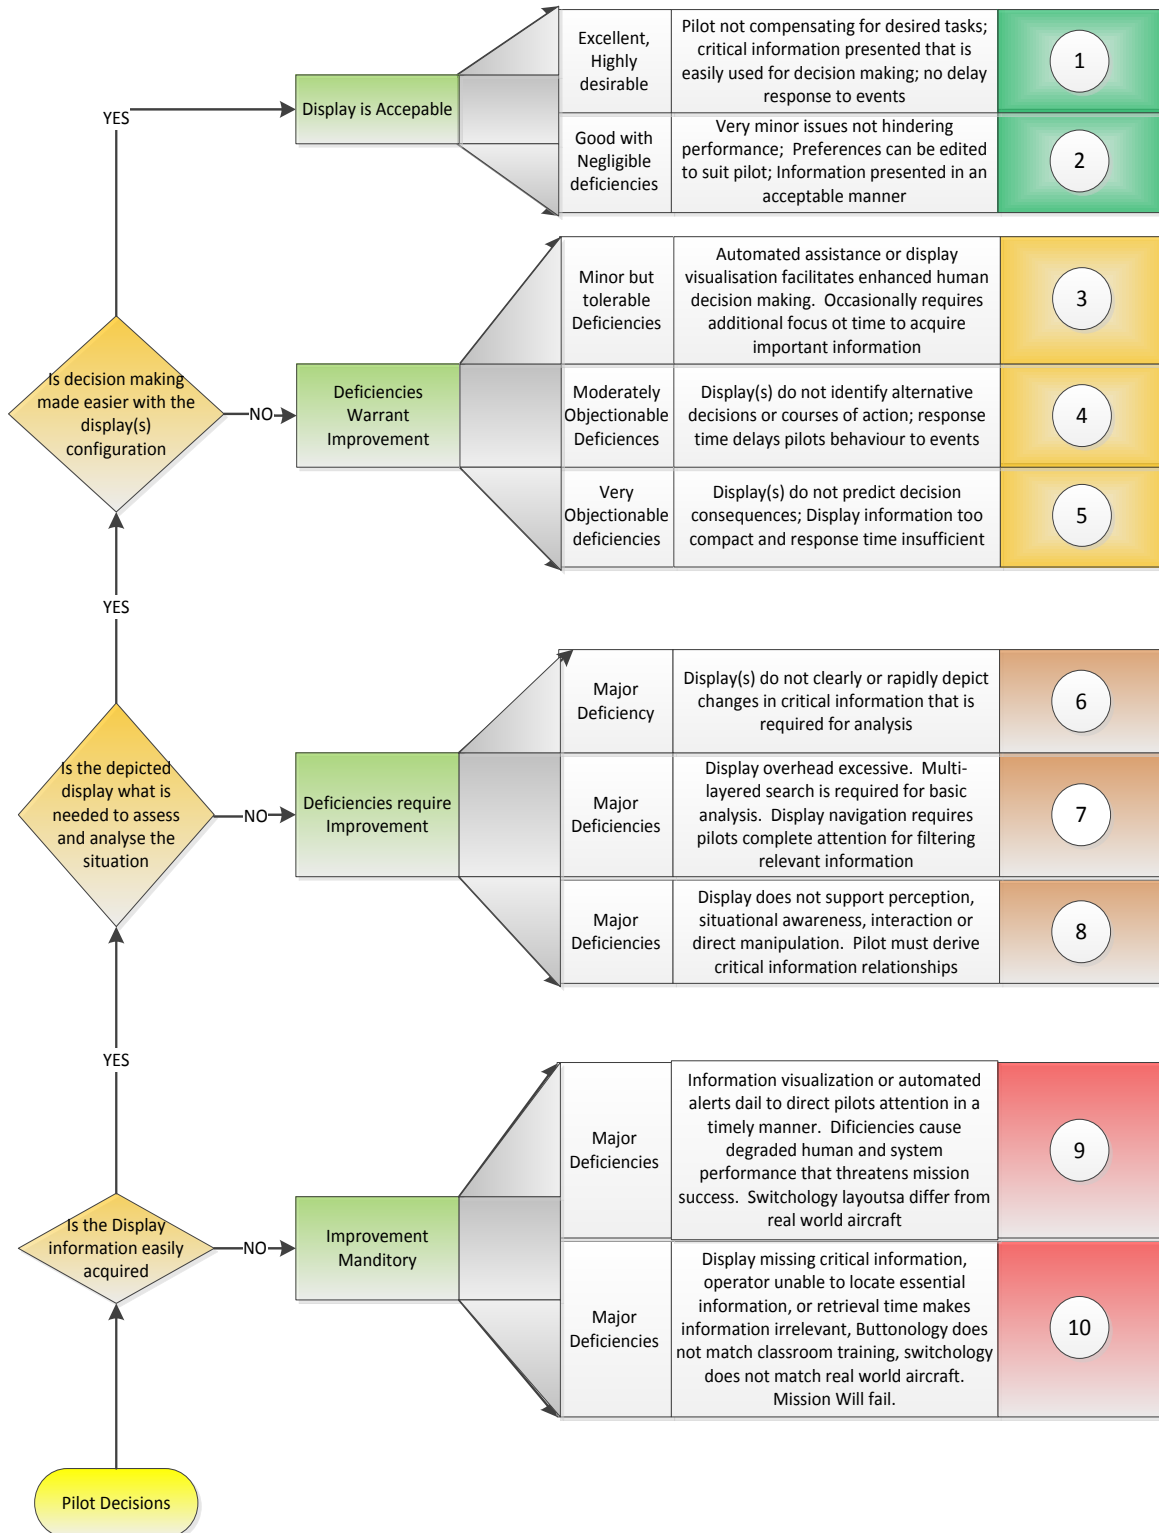 Excellent,
Highly
desirable
Pilot not compensating for desired tasks;
critical information presented that is
easily used for decision making; no delay
response to events
1
Display is Accepable
YES
Good with
Negligible
deficiencies
Very minor issues not hindering
performance; Preferences can be edited
to suit pilot; Information presented in an
acceptable manner
2
Minor but
tolerable
Deficiencies
Automated assistance or display
visualisation facilitates enhanced human
decision making. Occasionally requires
additional focus ot time to acquire
important information
3
Is decision making
made easier with the
display(s)
configuration
NO
Deficiencies
Warrant
Improvement
Moderately
Objectionable
Deficiences
Display(s) do not identify alternative
decisions or courses of action; response
time delays pilots behaviour to events
4
Very
Objectionable
deficiencies
Display(s) do not predict decision
consequences; Display information too
compact and response time insufficient
5
YES
Major
Deficiency
Display(s) do not clearly or rapidly depict
changes in critical information that is
required for analysis
6
Is the depicted
display what is
needed to assess
and analyse the
situation
NO
Deficiencies require
Improvement
Major
Deficiencies
Display overhead excessive. Multi-
layered search is required for basic
analysis. Display navigation requires
pilots complete attention for filtering
relevant information
7
Major
Deficiencies
Display does not support perception,
situational awareness, interaction or
direct manipulation. Pilot must derive
critical information relationships
8
YES
Major
Deficiencies
Information visualization or automated
alerts dail to direct pilots attention in a
timely manner. Dificiencies cause
degraded human and system
performance that threatens mission
success. Switchology layoutsa differ from
real world aircraft
9
Is the Display
information easily
acquired
NO
Improvement
Manditory
Major
Deficiencies
Display missing critical information,
operator unable to locate essential
information, or retrieval time makes
information irrelevant, Buttonology does
not match classroom training, switchology
does not match real world aircraft.
Mission Will fail.
10
Pilot Decisions